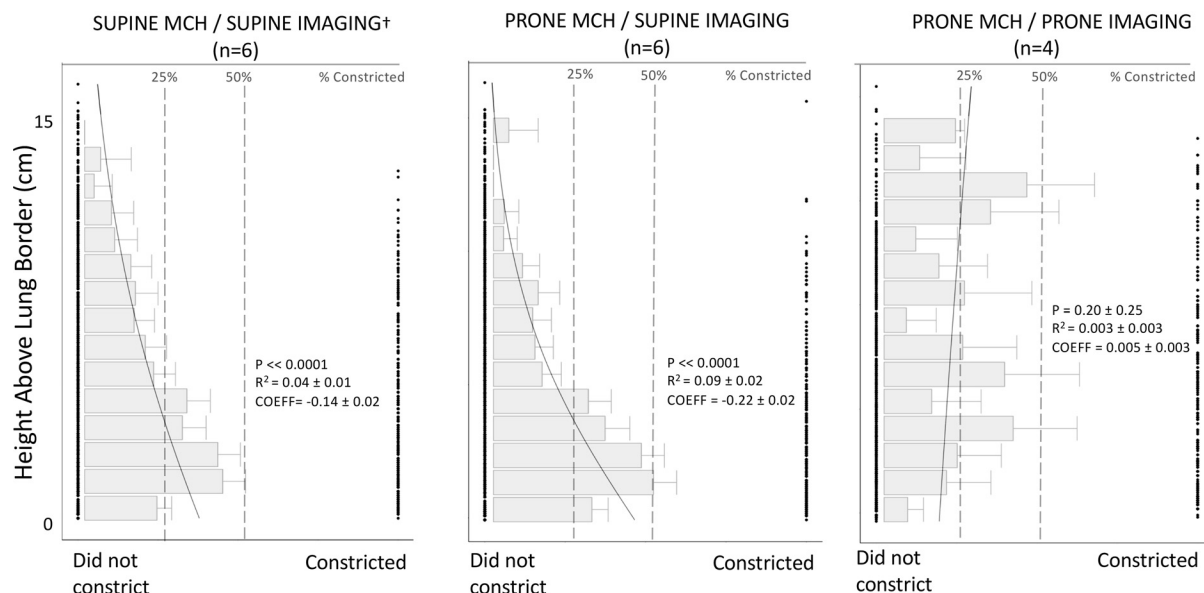 SUPINE MCH / SUPINE IMAGING†
(n=6)
25%
50%
% Constricted
15
Height Above Lung Border (cm)
0
P << 0.0001
R² = 0.04 ± 0.01
COEFF= -0.14 ± 0.02
Did not
constrict
Constricted
PRONE MCH / SUPINE IMAGING
(n=6)
25%
50%
% Constricted
P << 0.0001
R² = 0.09 ± 0.02
COEFF = -0.22 ± 0.02
Did not
constrict
Constricted
PRONE MCH / PRONE IMAGING
(n=4)
25%
50%
% Constricted
P = 0.20 ± 0.25
R² = 0.003 ± 0.003
COEFF = 0.005 ± 0.003
Did not
constrict
Constricted